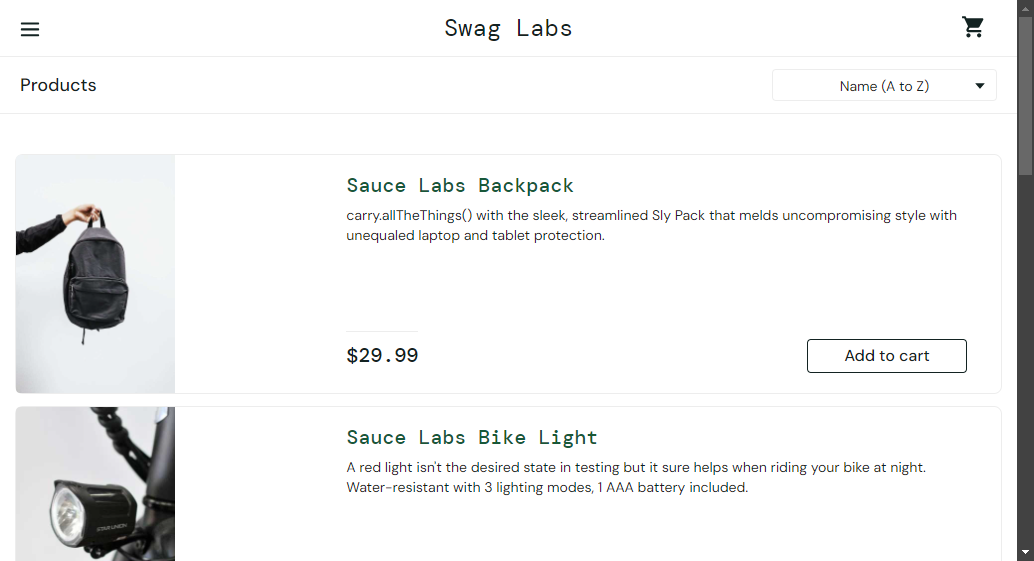 Swag Labs
Products
Name (A to Z)
Sauce Labs Backpack
carry.allTheThings() with the sleek, streamlined Sly Pack that melds uncompromising style with
unequaled laptop and tablet protection.
$29.99
Add to cart
Sauce Labs Bike Light
A red light isn't the desired state in testing but it sure helps when riding your bike at night.
Water-resistant with 3 lighting modes, 1 AAA battery included.